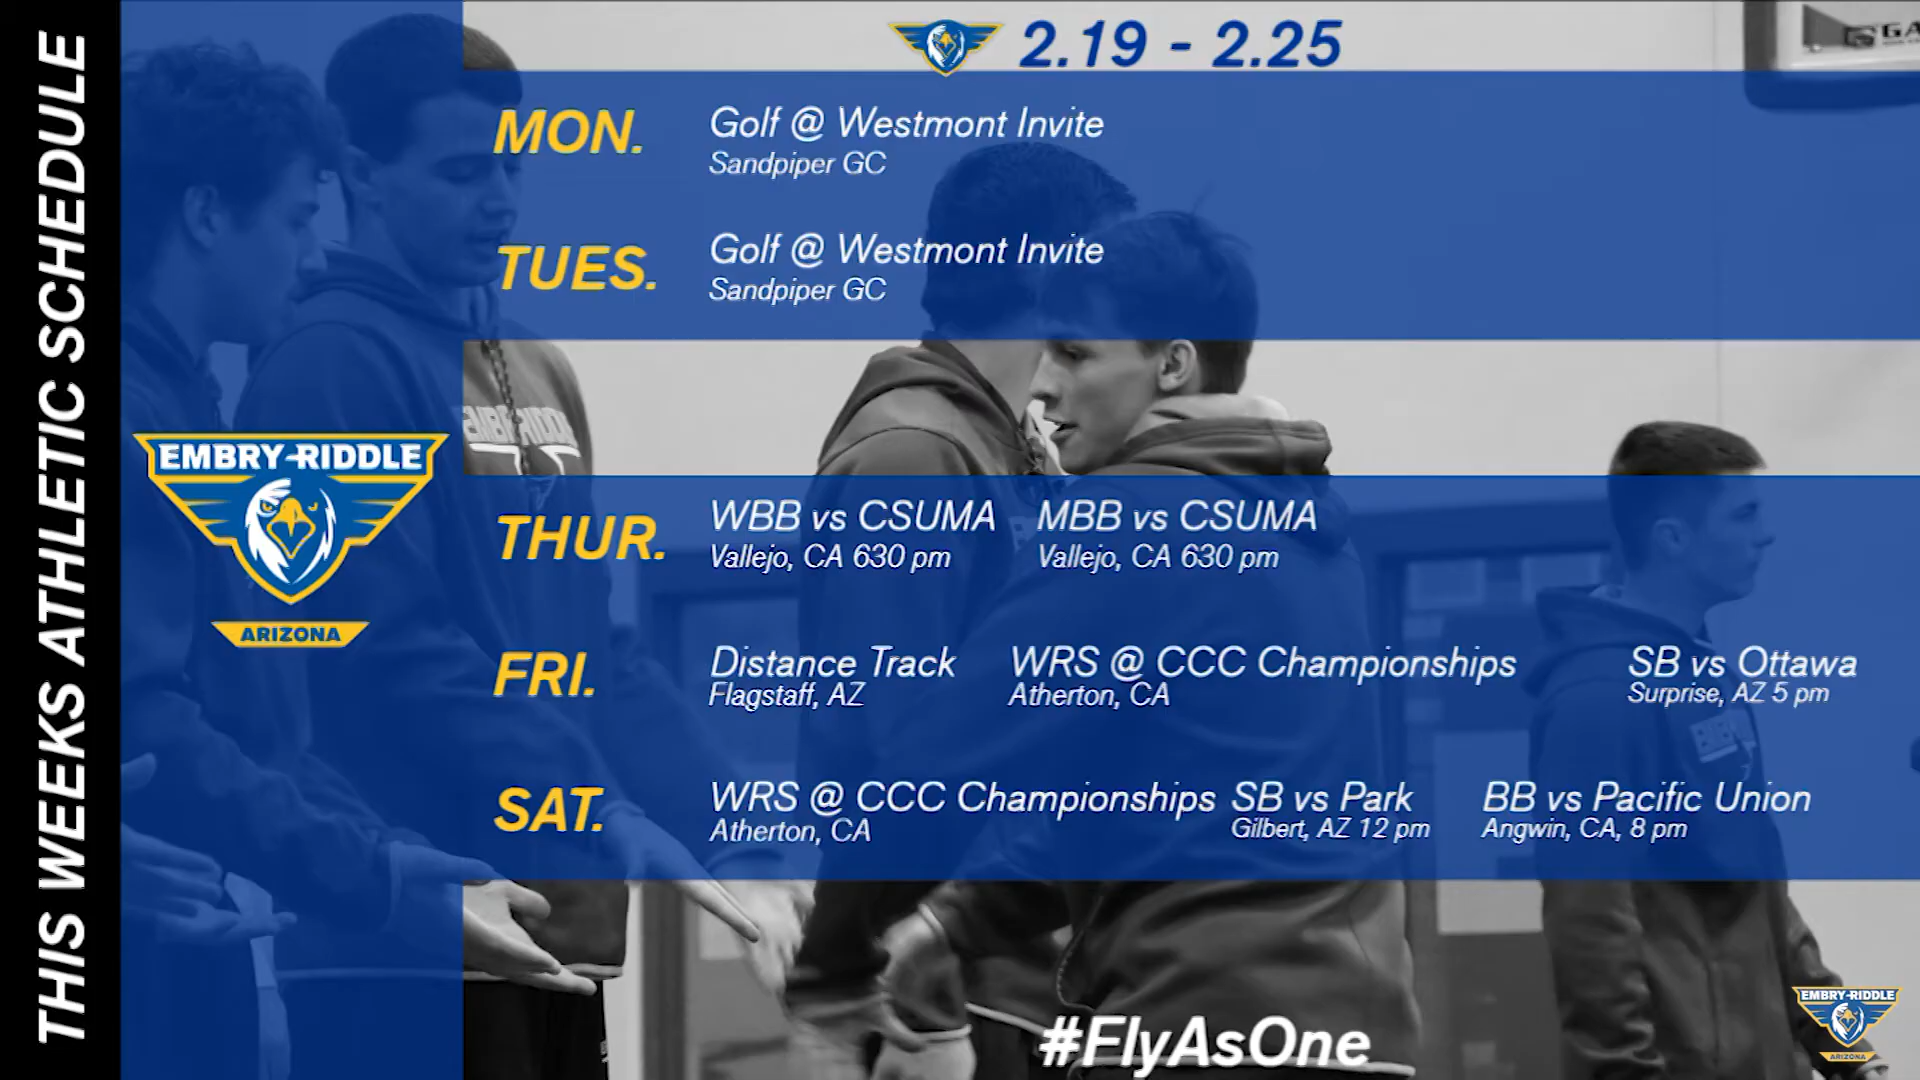 THIS WEEKS ATHLETIC SCHEDULE
2.19 - 2.25
MON.
Golf @ Westmont Invite
Sandpiper GC
TUES.
Golf @ Westmont Invite
Sandpiper GC
EMBRY-RIDDLE
ARIZONA
EMBRY-RIDDLE
THUR.
WBB vs CSUMA
Vallejo, CA 630 pm
MBB vs CSUMA
Vallejo, CA 630 pm
FRI.
Distance Track
Flagstaff, AZ
WRS @ CCC Championships
Atherton, CA
SB vs Ottawa
Surprise, AZ 5 pm
SAT.
WRS @ CCC Championships
Atherton, CA
SB vs Park
Gilbert, AZ 12 pm
BB vs Pacific Union
Angwin, CA, 8 pm
#FlyAsOne
EMBRY-RIDDLE
ARIZONA